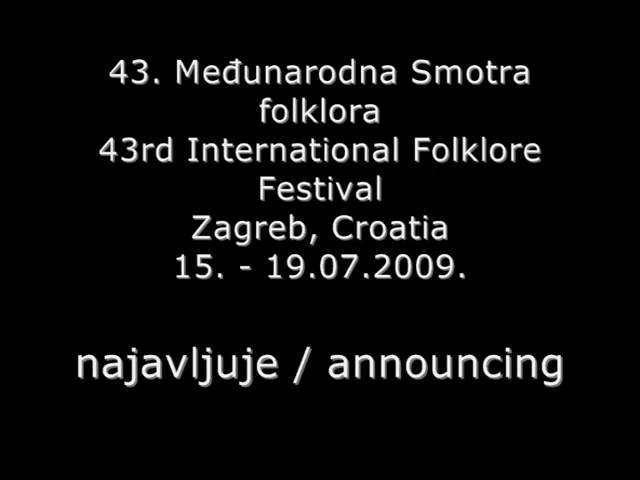 43. Međunarodna Smotra
folklora
43rd International Folklore
Festival
Zagreb, Croatia
15. - 19.07.2009.
najavljuje / announcing